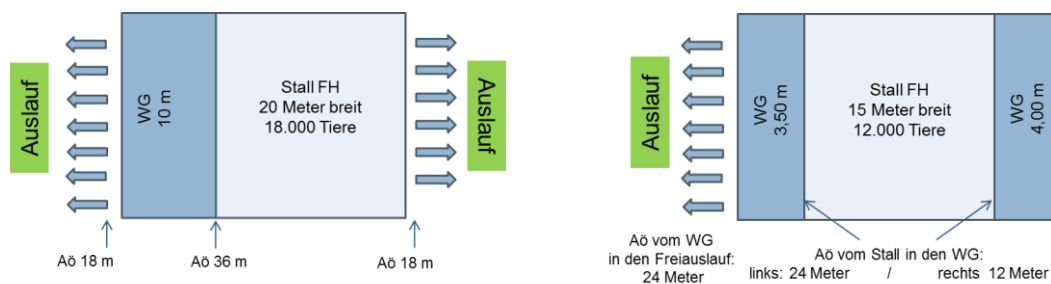 Auslauf
WG
10 m
Stall FH
20 Meter breit
18.000 Tiere
Auslauf
Aö 18 m
Aö 36 m
Aö 18 m
Auslauf
WG
3,50 m
Stall FH
15 Meter breit
12.000 Tiere
WG
4,00 m
Aö vom WG
in den Freiauslauf:
24 Meter
Aö vom Stall in den WG:
links: 24 Meter / rechts 12 Meter